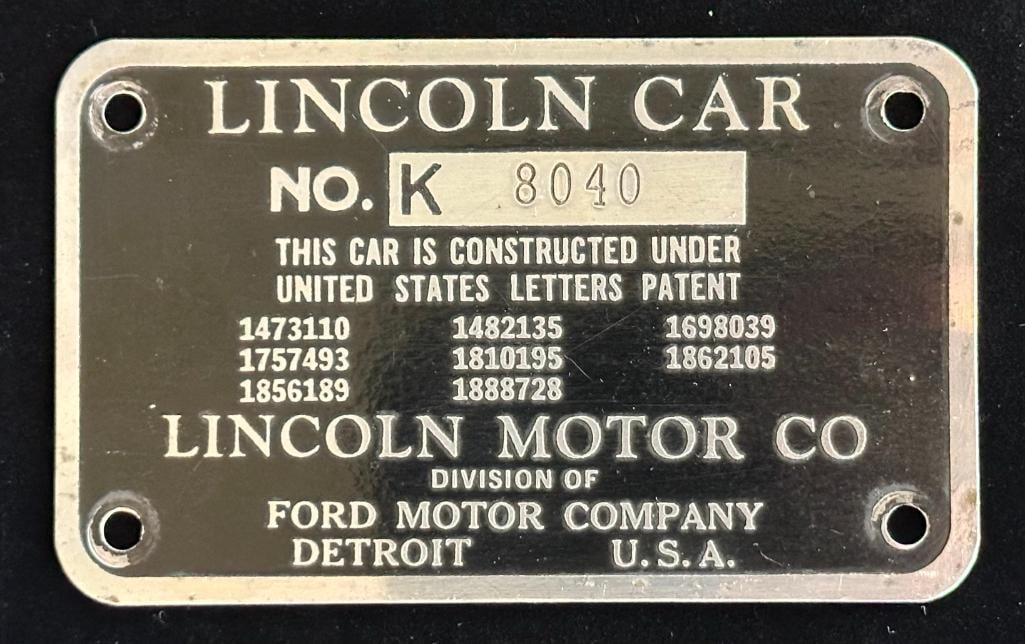 LINCOLN CAR
NO. K 8040
THIS CAR IS CONSTRUCTED UNDER
UNITED STATES LETTERS PATENT
1473110 1482135 1698039
1757493 1810195 1862105
1856189 1888728
LINCOLN MOTOR CO
DIVISION OF
FORD MOTOR COMPANY
DETROIT U.S.A.